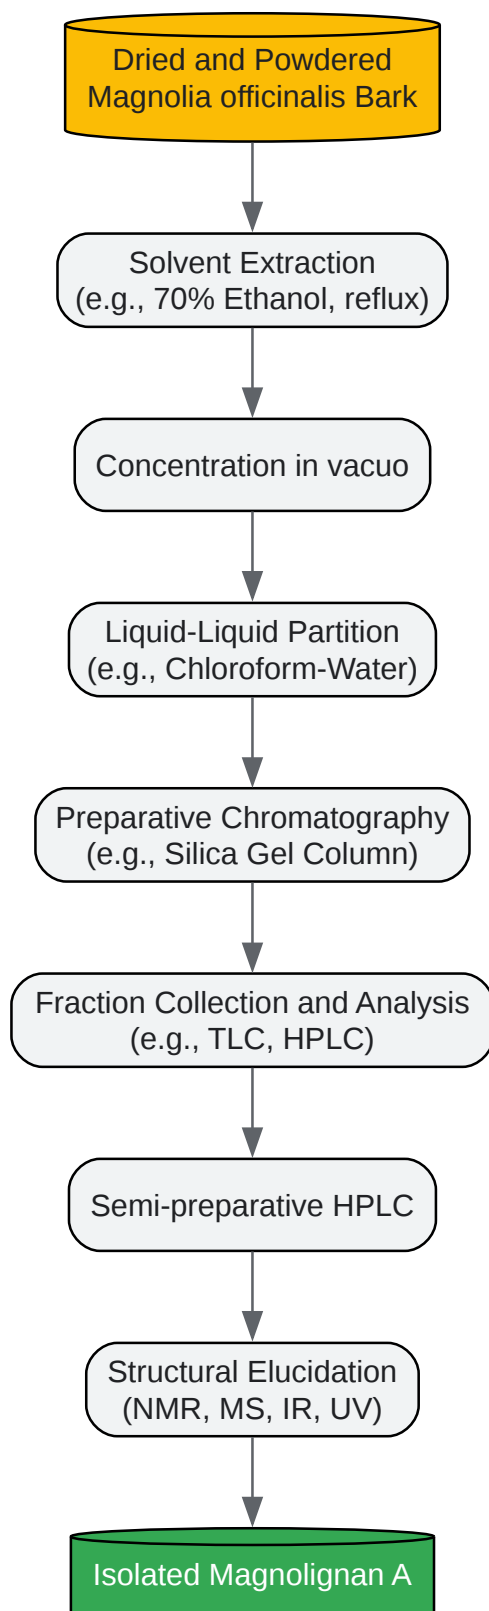 Dried and Powdered
Magnolia officinalis Bark
Solvent Extraction
(e.g., 70% Ethanol, reflux)
Concentration in vacuo
Liquid-Liquid Partition
(e.g., Chloroform-Water)
Preparative Chromatography
(e.g., Silica Gel Column)
Fraction Collection and Analysis
(e.g., TLC, HPLC)
Semi-preparative HPLC
Structural Elucidation
(NMR, MS, IR, UV)
Isolated Magnolignan A